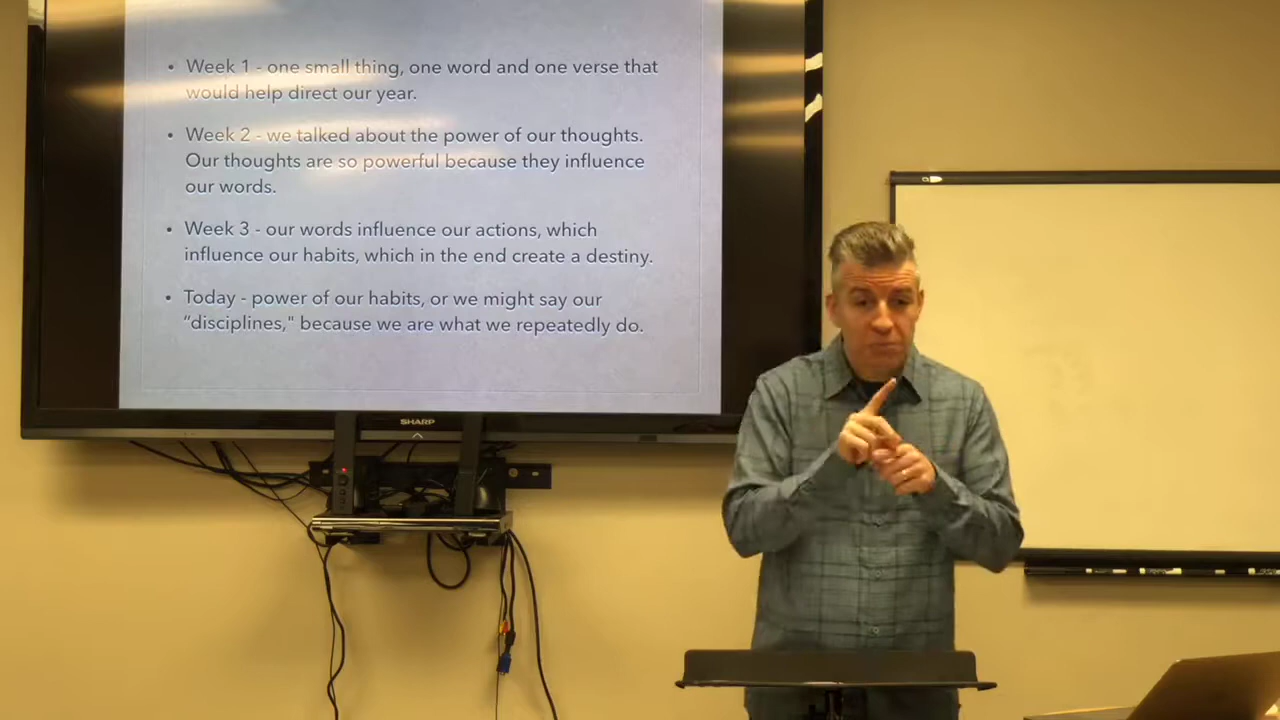 • Week 1 - one small thing, one word and one verse that
would help direct our year.
• Week 2 - we talked about the power of our thoughts.
Our thoughts are so powerful because they influence
our words.
• Week 3 - our words influence our actions, which
influence our habits, which in the end create a destiny.
• Today - power of our habits, or we might say our
“disciplines," because we are what we repeatedly do.
SHARP